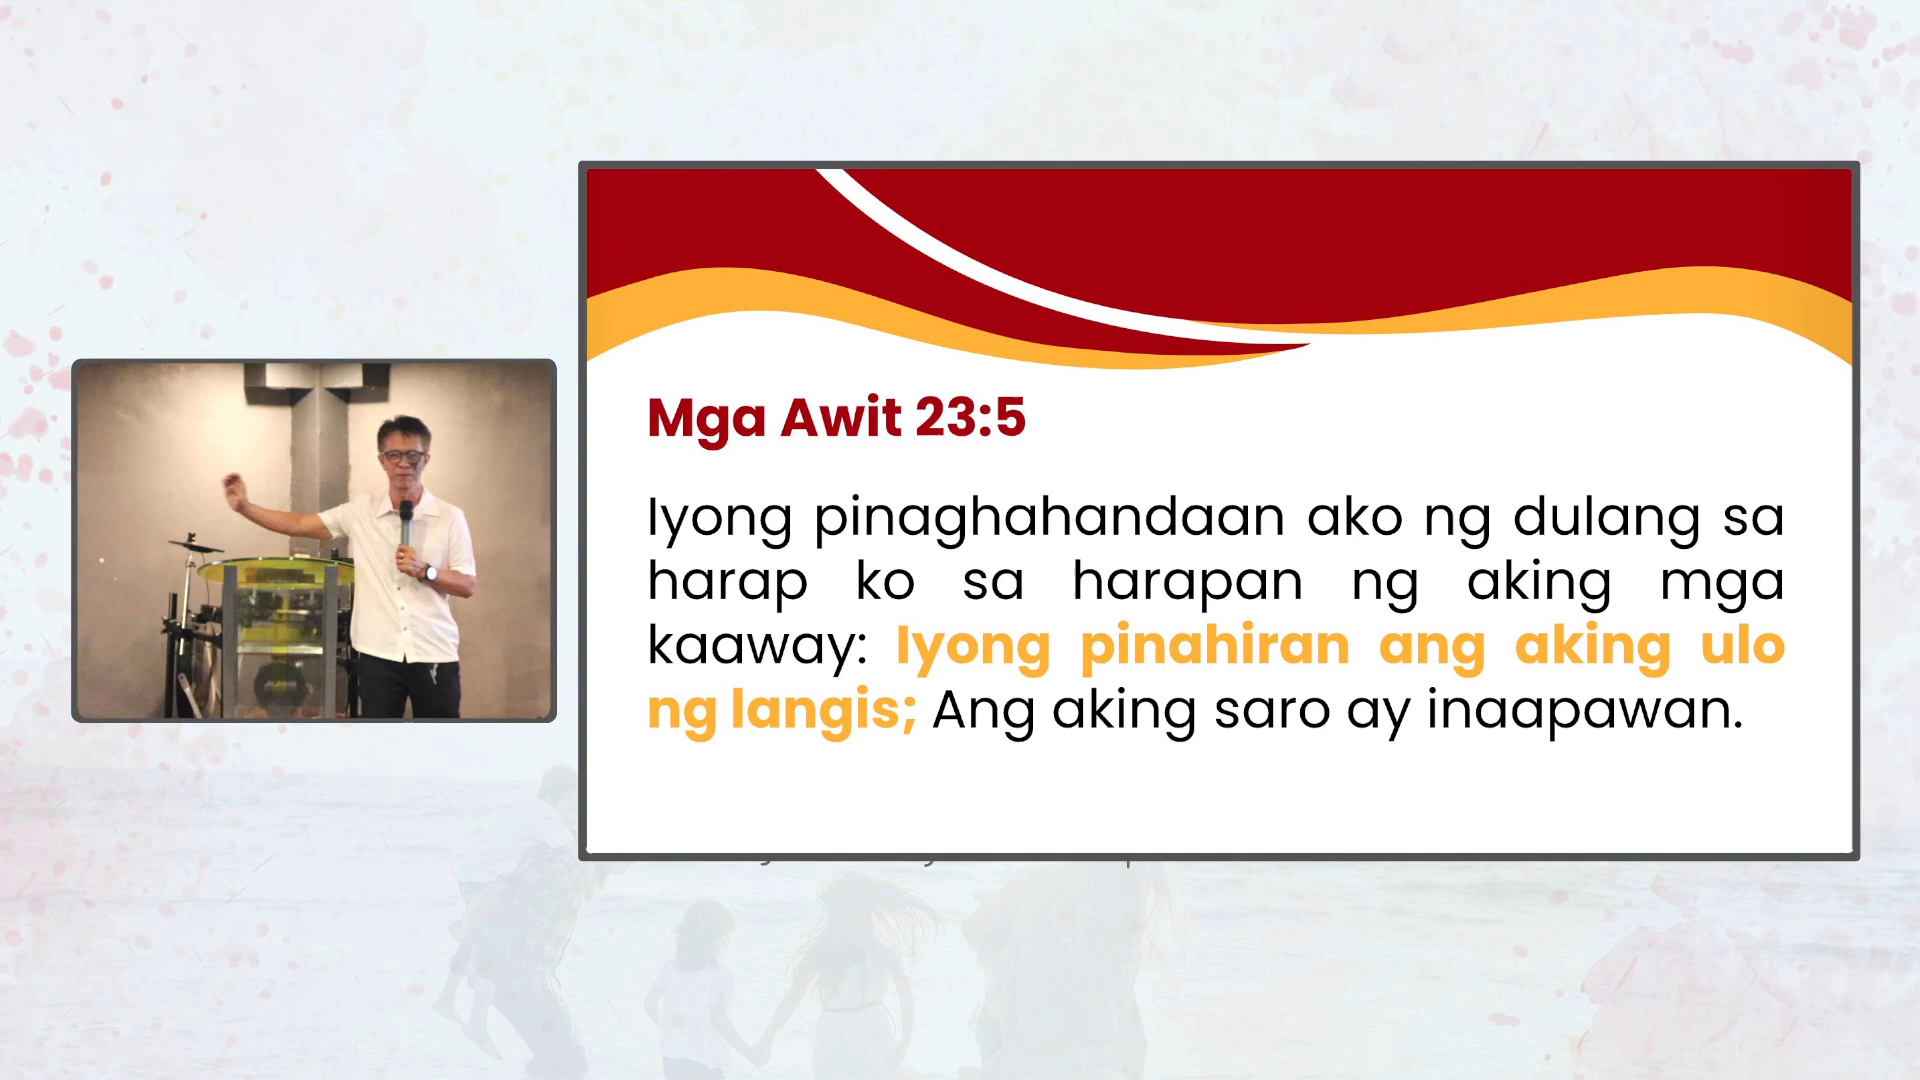 Mga Awit 23:5
Iyong pinaghahandaan ako ng dulang sa
harap ko sa harapan ng aking mga
kaaway: Iyong pinahiran ang aking ulo
ng langis; Ang aking saro ay inaapawan.